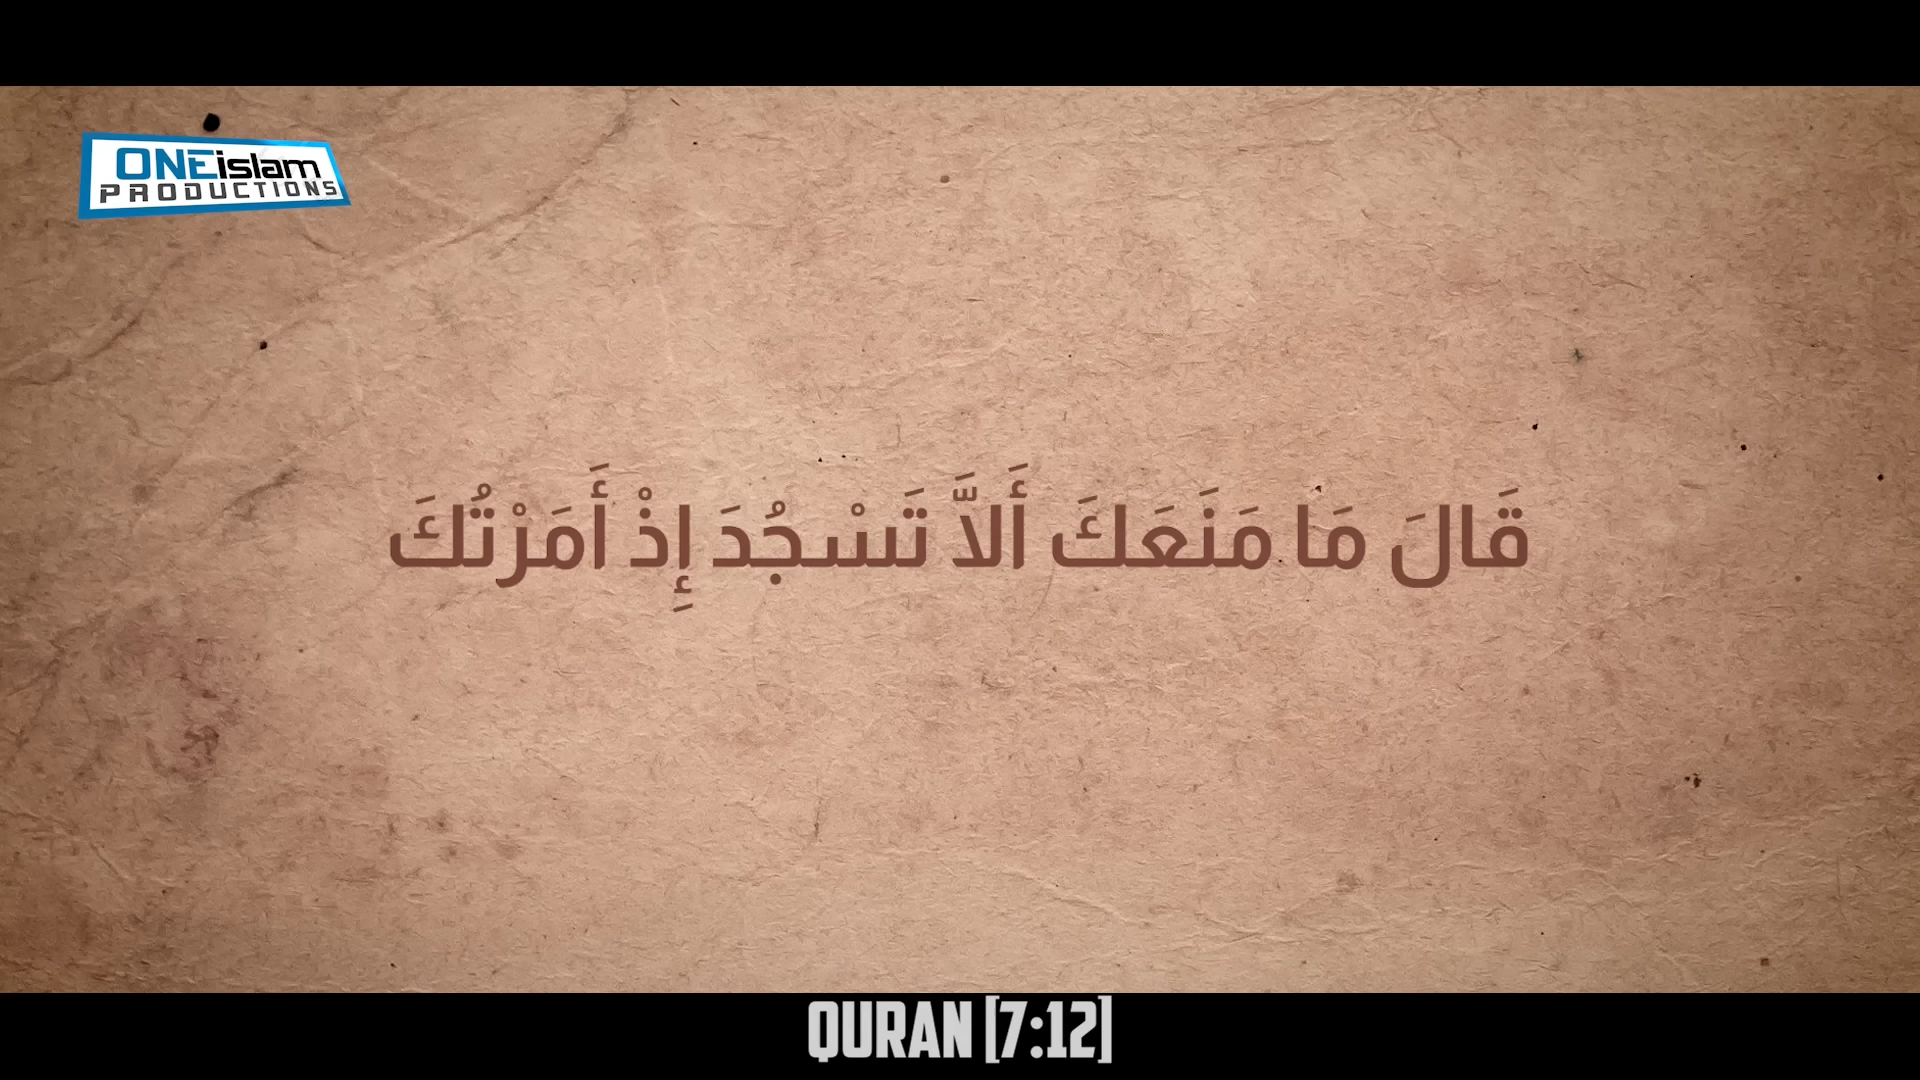 ONEislam
PRODUCTIONS
قَالَ مَا مَنَعَكَ أَلاَّ تَسْجُدَ إِذْ أَمَرْتُكَ
QURAN [7:12]